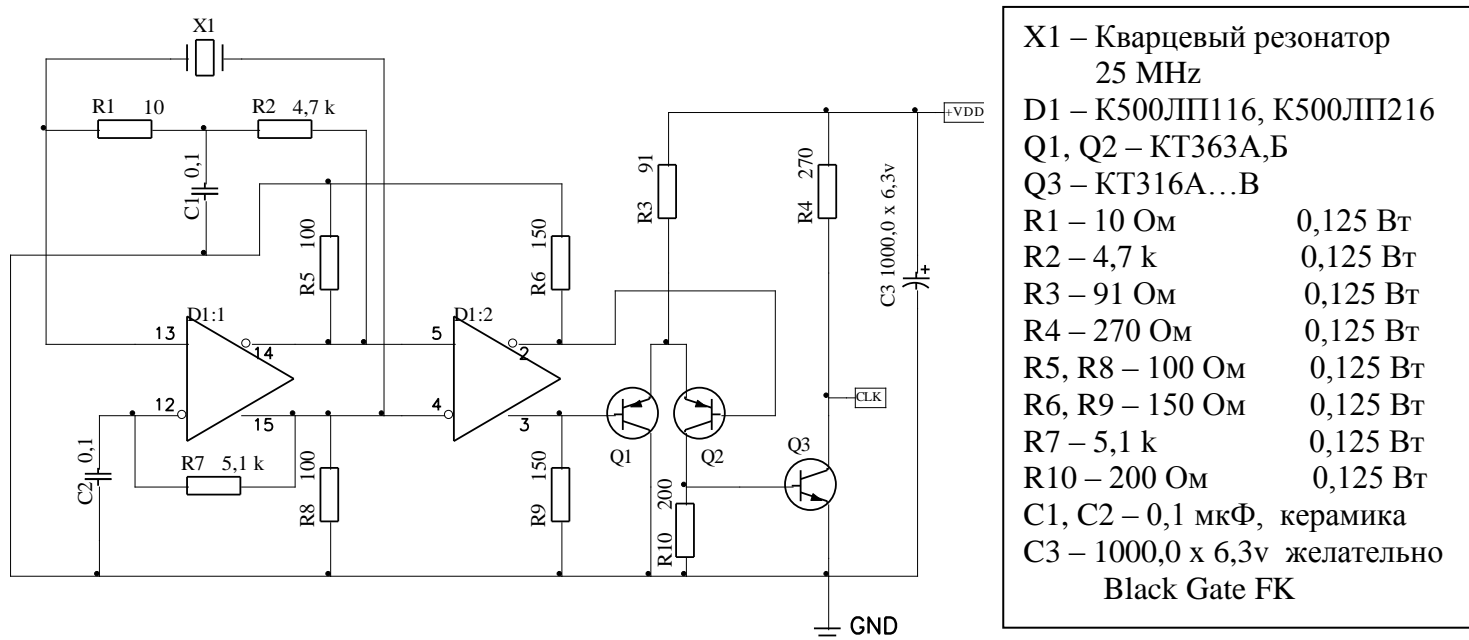 X1
R1 10
R2 4,7 k
C1 0,1
R5 100
R6 150
R3 91
R4 270
C3 1000,0 x 6,3v
+
+VDD
D1:1
13
14
12
15
D1:2
5
2
4
3
C2 0,1
R7 5,1 k
R8 100
R9 150
Q1
Q2
Q3
R10 200
CLK
GND
X1 – Кварцевый резонатор
25 MHz
D1 – К500ЛП116, К500ЛП216
Q1, Q2 – КТ363А,Б
Q3 – КТ316А…В
R1 – 10 Ом 0,125 Вт
R2 – 4,7 k 0,125 Вт
R3 – 91 Ом 0,125 Вт
R4 – 270 Ом 0,125 Вт
R5, R8 – 100 Ом 0,125 Вт
R6, R9 – 150 Ом 0,125 Вт
R7 – 5,1 k 0,125 Вт
R10 – 200 Ом 0,125 Вт
C1, C2 – 0,1 мкФ, керамика
C3 – 1000,0 x 6,3v желательно
Black Gate FK